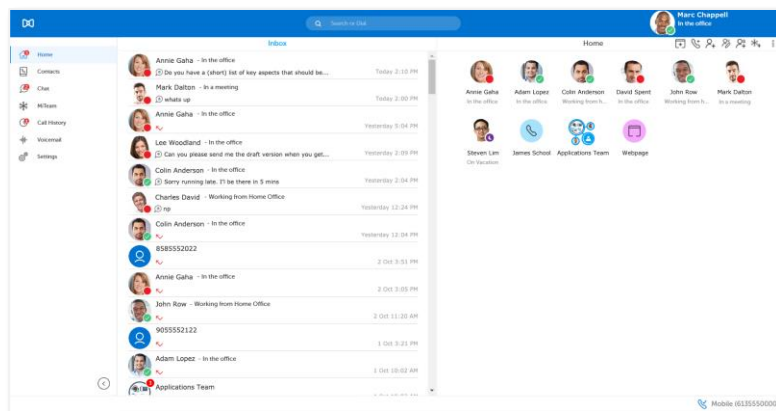 Search or Dial
Marc Chappell
In the office
Home
Contacts
Chat
MiTeam
Call History
Voicemail
Settings
Inbox
Annie Gaha - In the office
Do you have a (short) list of key aspects that should be...
Today 2:10 PM
Mark Dalton - In a meeting
whats up
Today 2:00 PM
Annie Gaha - In the office
Yesterday 5:04 PM
Lee Woodland - In the office
Can you please send me the draft version when you get...
Yesterday 2:09 PM
Colin Anderson - In the office
Sorry running late. I'll be there in 5 mins
Yesterday 2:04 PM
Charles David - Working from Home Office
np
Yesterday 12:24 PM
Colin Anderson - In the office
Yesterday 12:04 PM
8585552022
2 Oct 3:51 PM
Annie Gaha - In the office
2 Oct 3:05 PM
John Row - Working from Home Office
2 Oct 11:20 AM
9055552122
1 Oct 3:21 PM
Adam Lopez - In the office
1 Oct 10:02 AM
Applications Team
Home
Annie Gaha
In the office
Adam Lopez
In the office
Colin Anderson
Working from h...
David Spent
In the office
John Row
Working from h...
Mark Dalton
In a meeting
Steven Lim
On Vacation
James School
Applications Team
Webpage
Mobile (6135550000